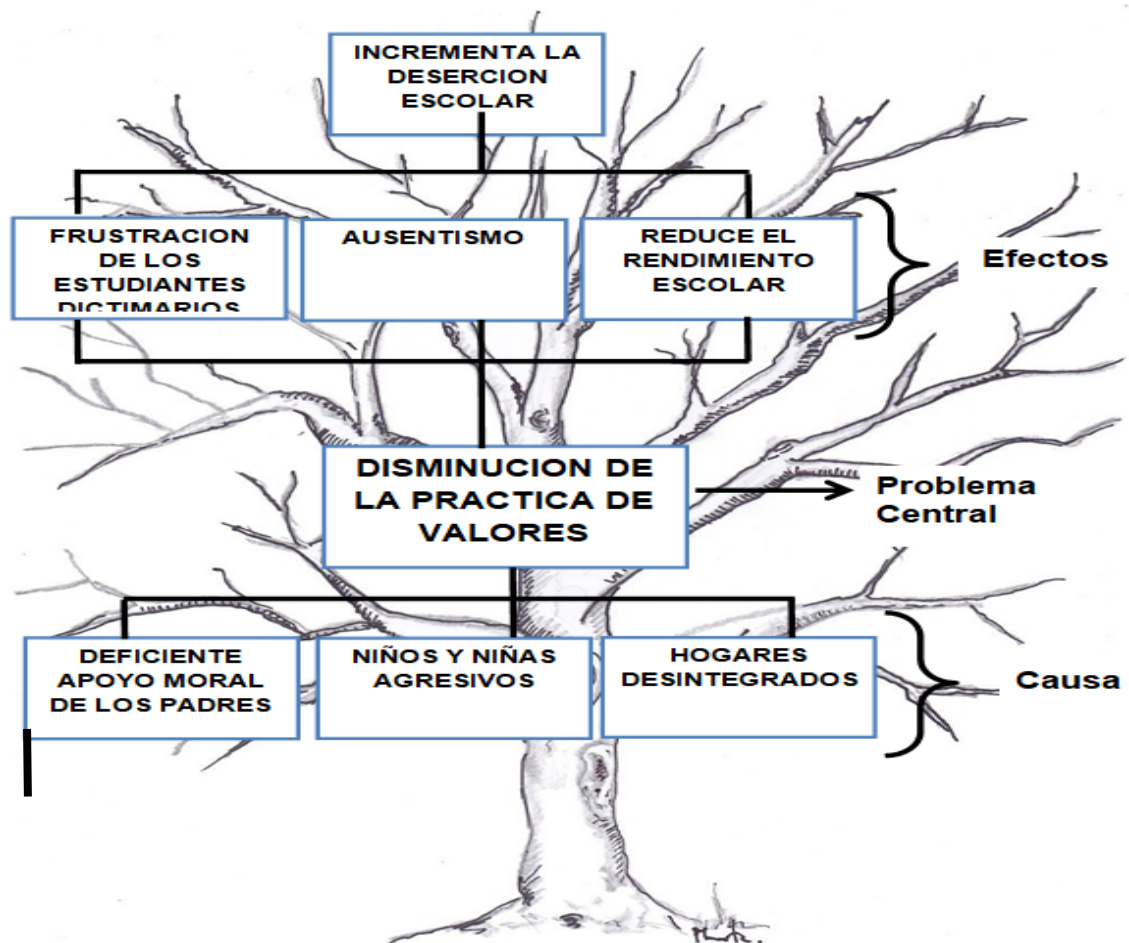 INCREMENTA LA
DESERCION
ESCOLAR
FRUSTRACION
DE LOS
ESTUDIANTES
DICTIMARIOS
AUSENTISMO
REDUCE EL
RENDIMIENTO
ESCOLAR
Efectos
DISMINUCION DE
LA PRACTICA DE
VALORES
Problema
Central
DEFICIENTE
APOYO MORAL
DE LOS PADRES
NIÑOS Y NIÑAS
AGRESIVOS
HOGARES
DESINTEGRADOS
Causa